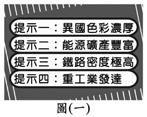 提示一：異國色彩濃厚
提示二：能源礦產豐富
提示三：鐵路密度極高
提示四：重工業發達
圖(一)